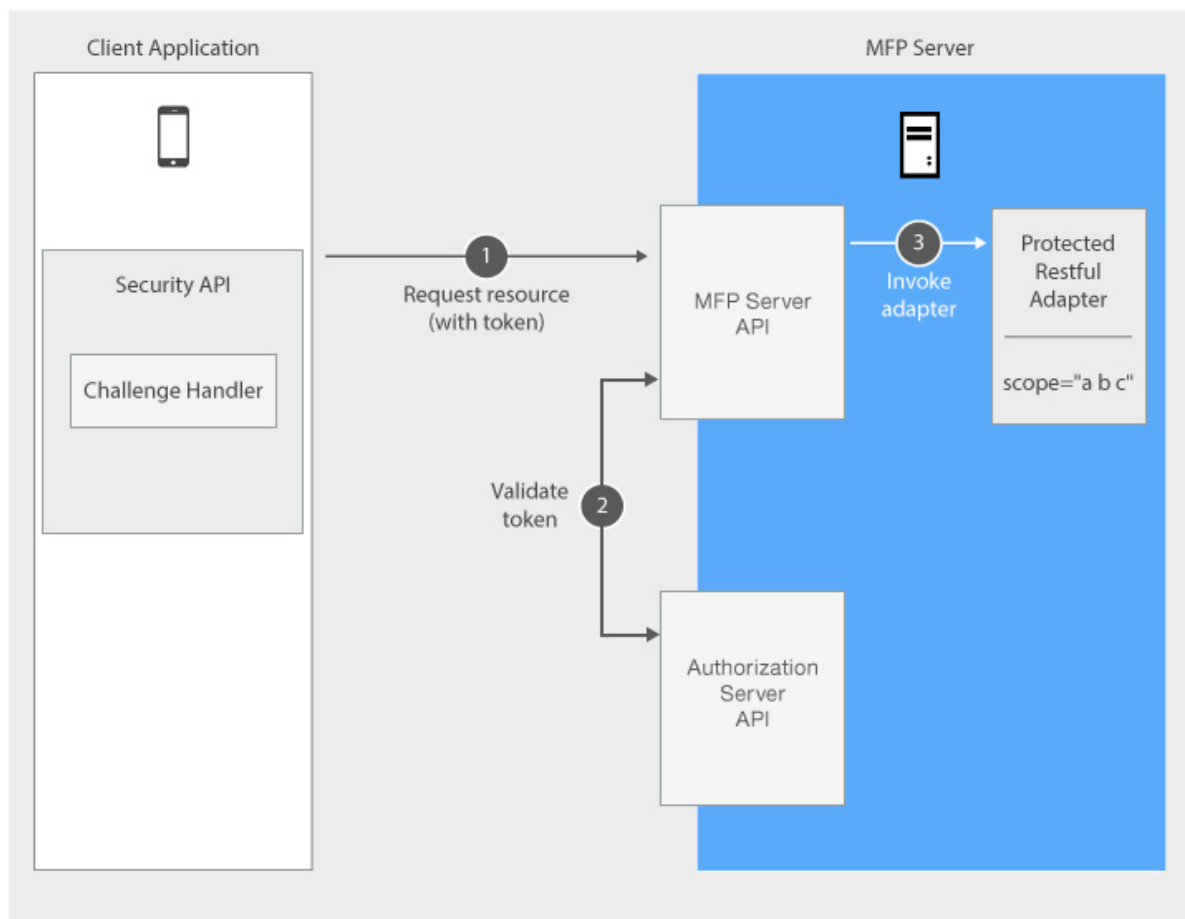 Client Application
MFP Server
Security API
Challenge Handler
1
Request resource
(with token)
MFP Server
API
3
Invoke
adapter
Protected
Restful
Adapter
scope="a b c"
Validate
token
2
Authorization
Server
API